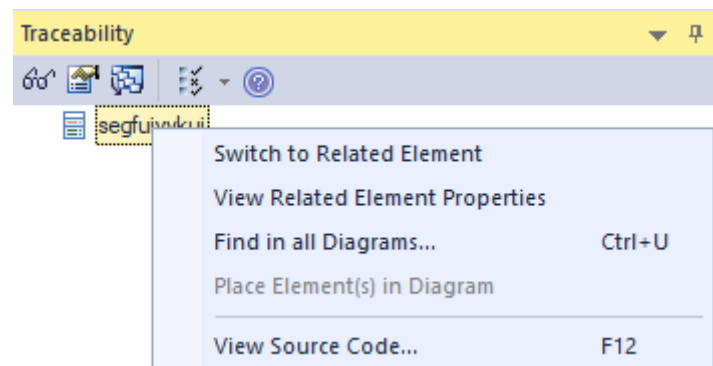 Traceability
Switch to Related Element
View Related Element Properties
Find in all Diagrams... Ctrl+U
Place Element(s) in Diagram
View Source Code... F12